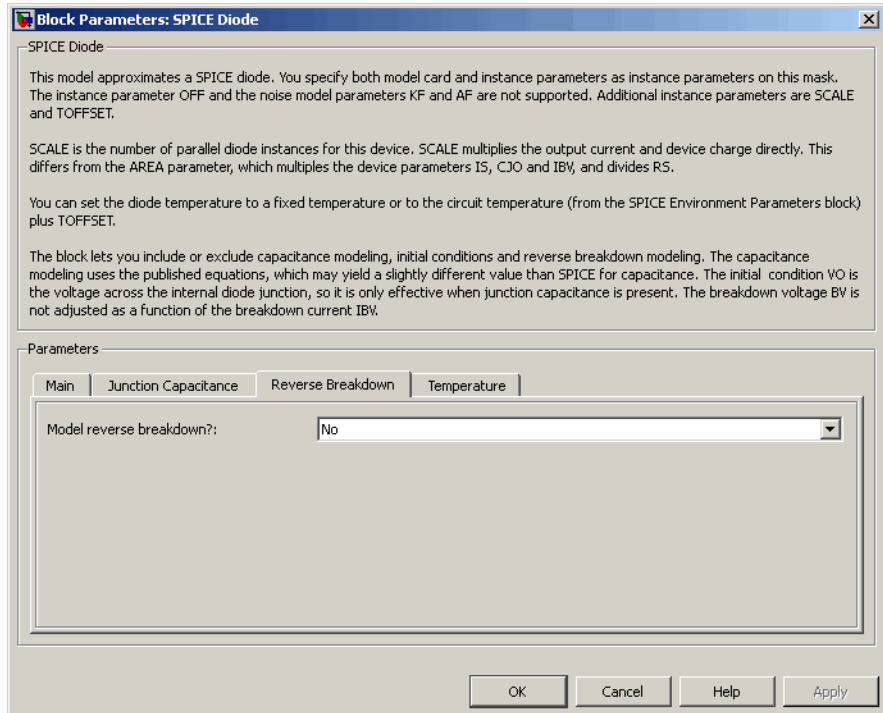 Block Parameters: SPICE Diode
SPICE Diode
This model approximates a SPICE diode. You specify both model card and instance parameters as instance parameters on this mask.
The instance parameter OFF and the noise model parameters KF and AF are not supported. Additional instance parameters are SCALE
and TOFFSET.
SCALE is the number of parallel diode instances for this device. SCALE multiplies the output current and device charge directly. This
differs from the AREA parameter, which multiples the device parameters IS, CJO and IBV, and divides RS.
You can set the diode temperature to a fixed temperature or to the circuit temperature (from the SPICE Environment Parameters block)
plus TOFFSET.
The block lets you include or exclude capacitance modeling, initial conditions and reverse breakdown modeling. The capacitance
modeling uses the published equations, which may yield a slightly different value than SPICE for capacitance. The initial condition VO is
the voltage across the internal diode junction, so it is only effective when junction capacitance is present. The breakdown voltage BV is
not adjusted as a function of the breakdown current IBV.
Parameters
Main Junction Capacitance Reverse Breakdown Temperature
Model reverse breakdown?: No
OK Cancel Help Apply